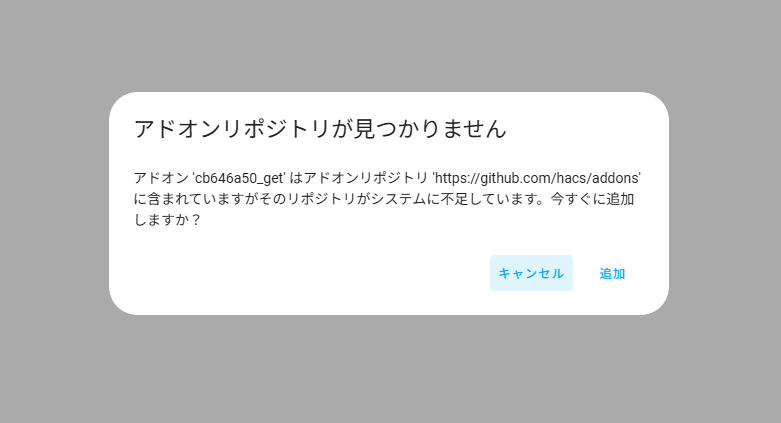 アドオンリポジトリが見つかりません
アドオン 'cb646a50_get' はアドオンリポジトリ 'https://github.com/hacs/addons'
に含まれていますがそのリポジトリがシステムに不足しています。今すぐに追加
しますか？
キャンセル 追加